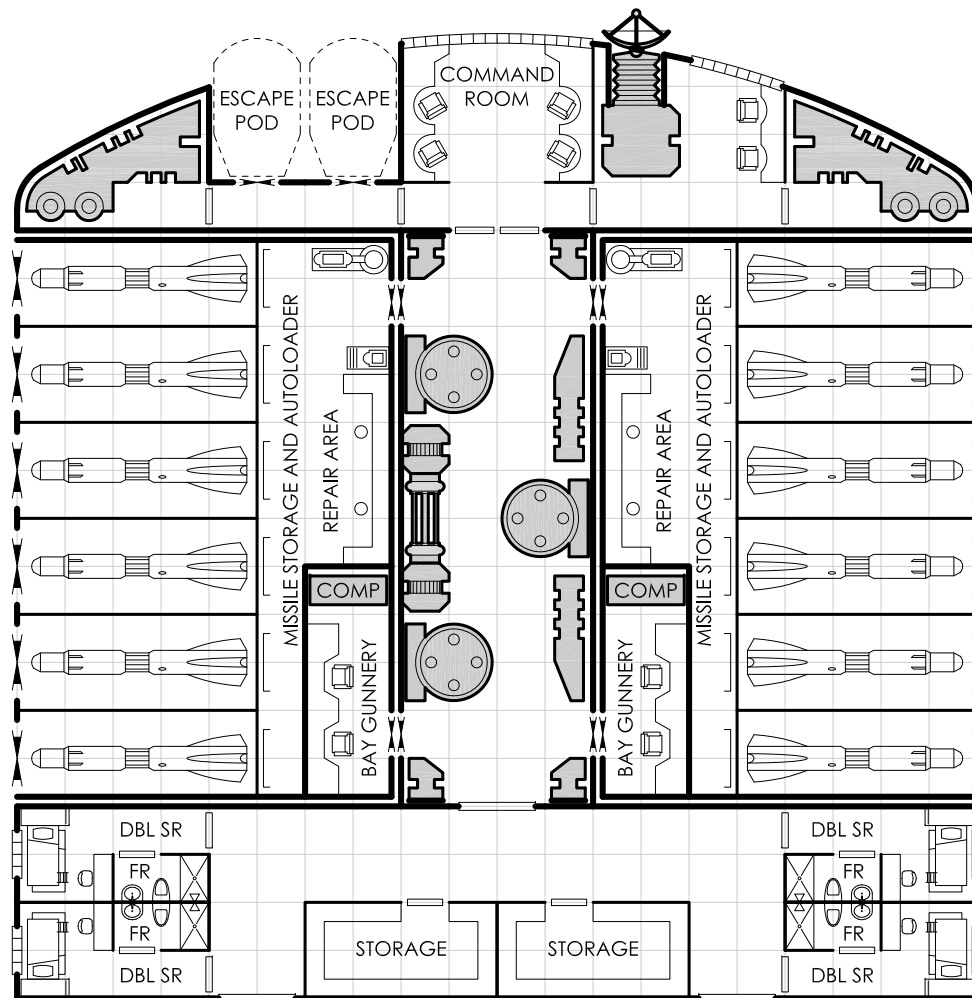 COMMAND
ROOM
ESCAPE
POD
ESCAPE
POD
MISSILE STORAGE AND AUTOLOADER
REPAIR AREA
REPAIR AREA
MISSILE STORAGE AND AUTOLOADER
COMP
COMP
BAY GUNNERY
BAY GUNNERY
DBL SR
DBL SR
FR
FR
FR
FR
STORAGE
STORAGE
DBL SR
DBL SR